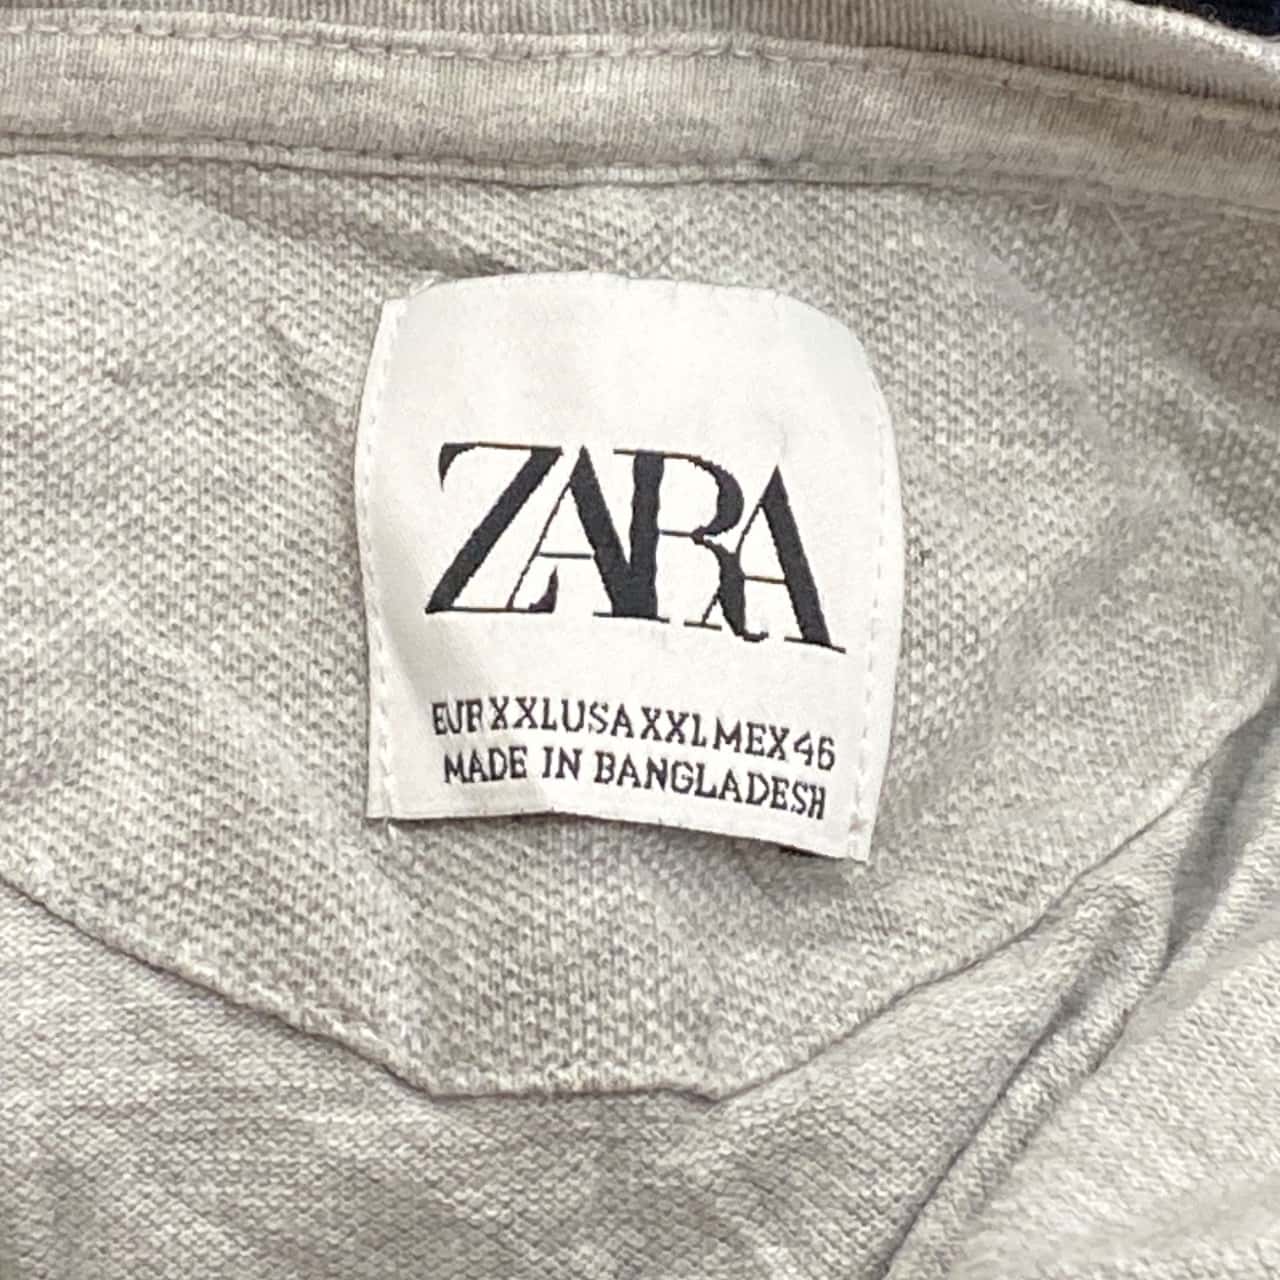 ZARA
EUR XXL USA XXL MEX 46
MADE IN BANGLADESH